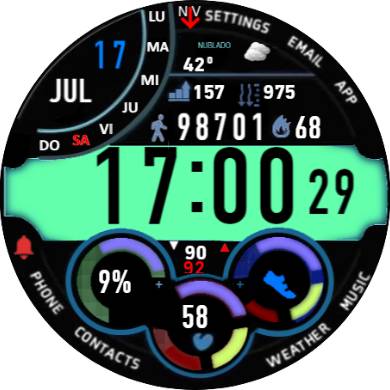 LU
N V
SETTINGS
MA
17
NUBLADO
EMAIL
42°
JUL
MI
APP
157
975
JU
98701
68
VI
SA
DO
17:00 29
90
92
9%
58
PHONE
MUSIC
CONTACTS
WEATHER